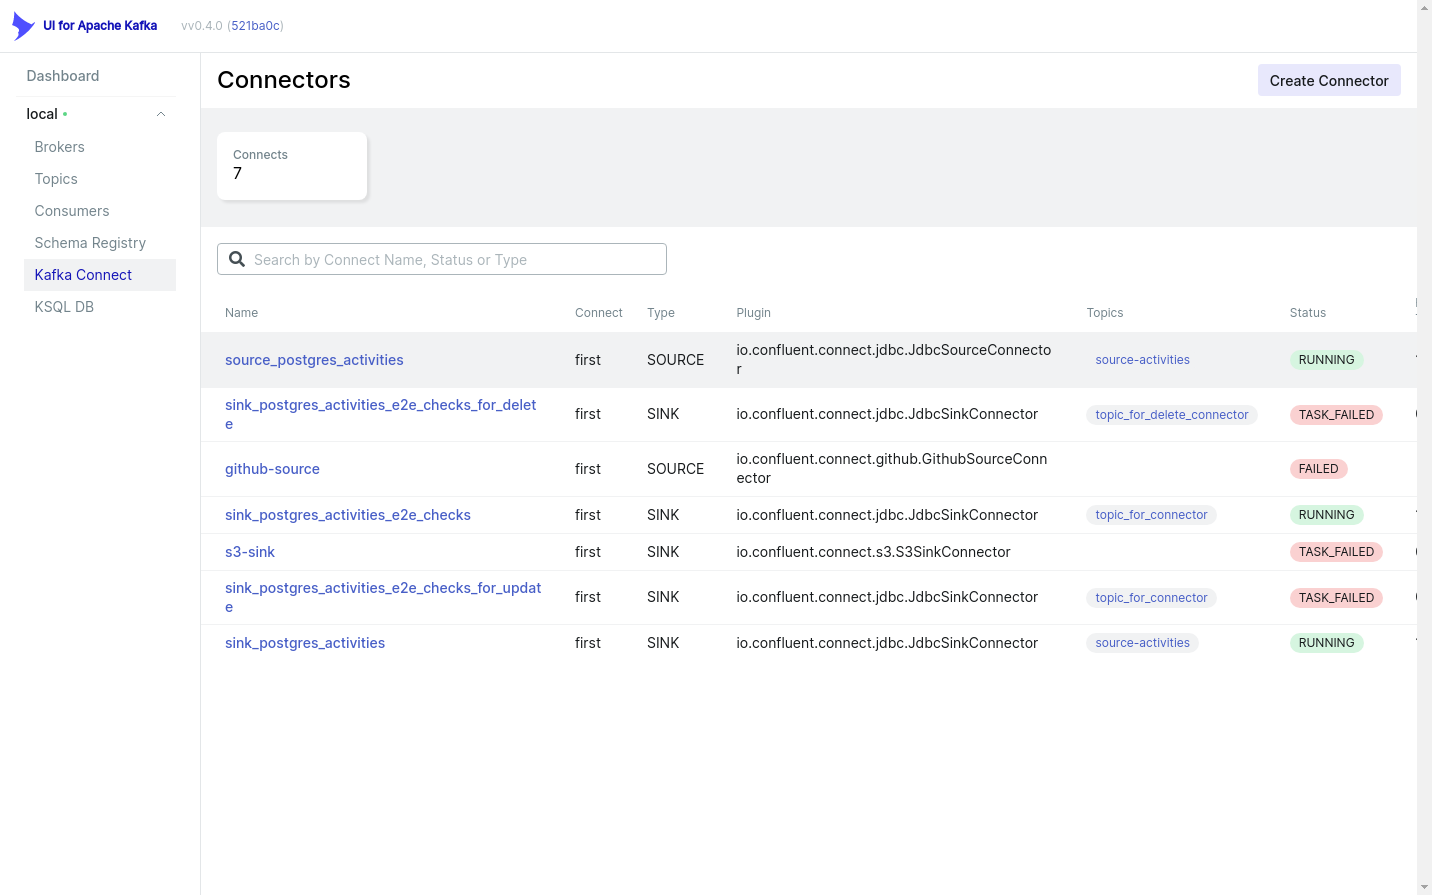 UI for Apache Kafka
vv0.4.0 (521ba0c)
Dashboard
local
Brokers
Topics
Consumers
Schema Registry
Kafka Connect
KSQL DB
Connectors
Create Connector
Connects
7
Search by Connect Name, Status or Type
Name Connect Type Plugin Topics Status
source_postgres_activities first SOURCE io.confluent.connect.jdbc.JdbcSourceConnecto
r source-activities RUNNING
sink_postgres_activities_e2e_checks_for_delet
e first SINK io.confluent.connect.jdbc.JdbcSinkConnector topic_for_delete_connector TASK_FAILED
github-source first SOURCE io.confluent.connect.github.GithubSourceConn
ector FAILED
sink_postgres_activities_e2e_checks first SINK io.confluent.connect.jdbc.JdbcSinkConnector topic_for_connector RUNNING
s3-sink first SINK io.confluent.connect.s3.S3SinkConnector TASK_FAILED
sink_postgres_activities_e2e_checks_for_updat
e first SINK io.confluent.connect.jdbc.JdbcSinkConnector topic_for_connector TASK_FAILED
sink_postgres_activities first SINK io.confluent.connect.jdbc.JdbcSinkConnector source-activities RUNNING